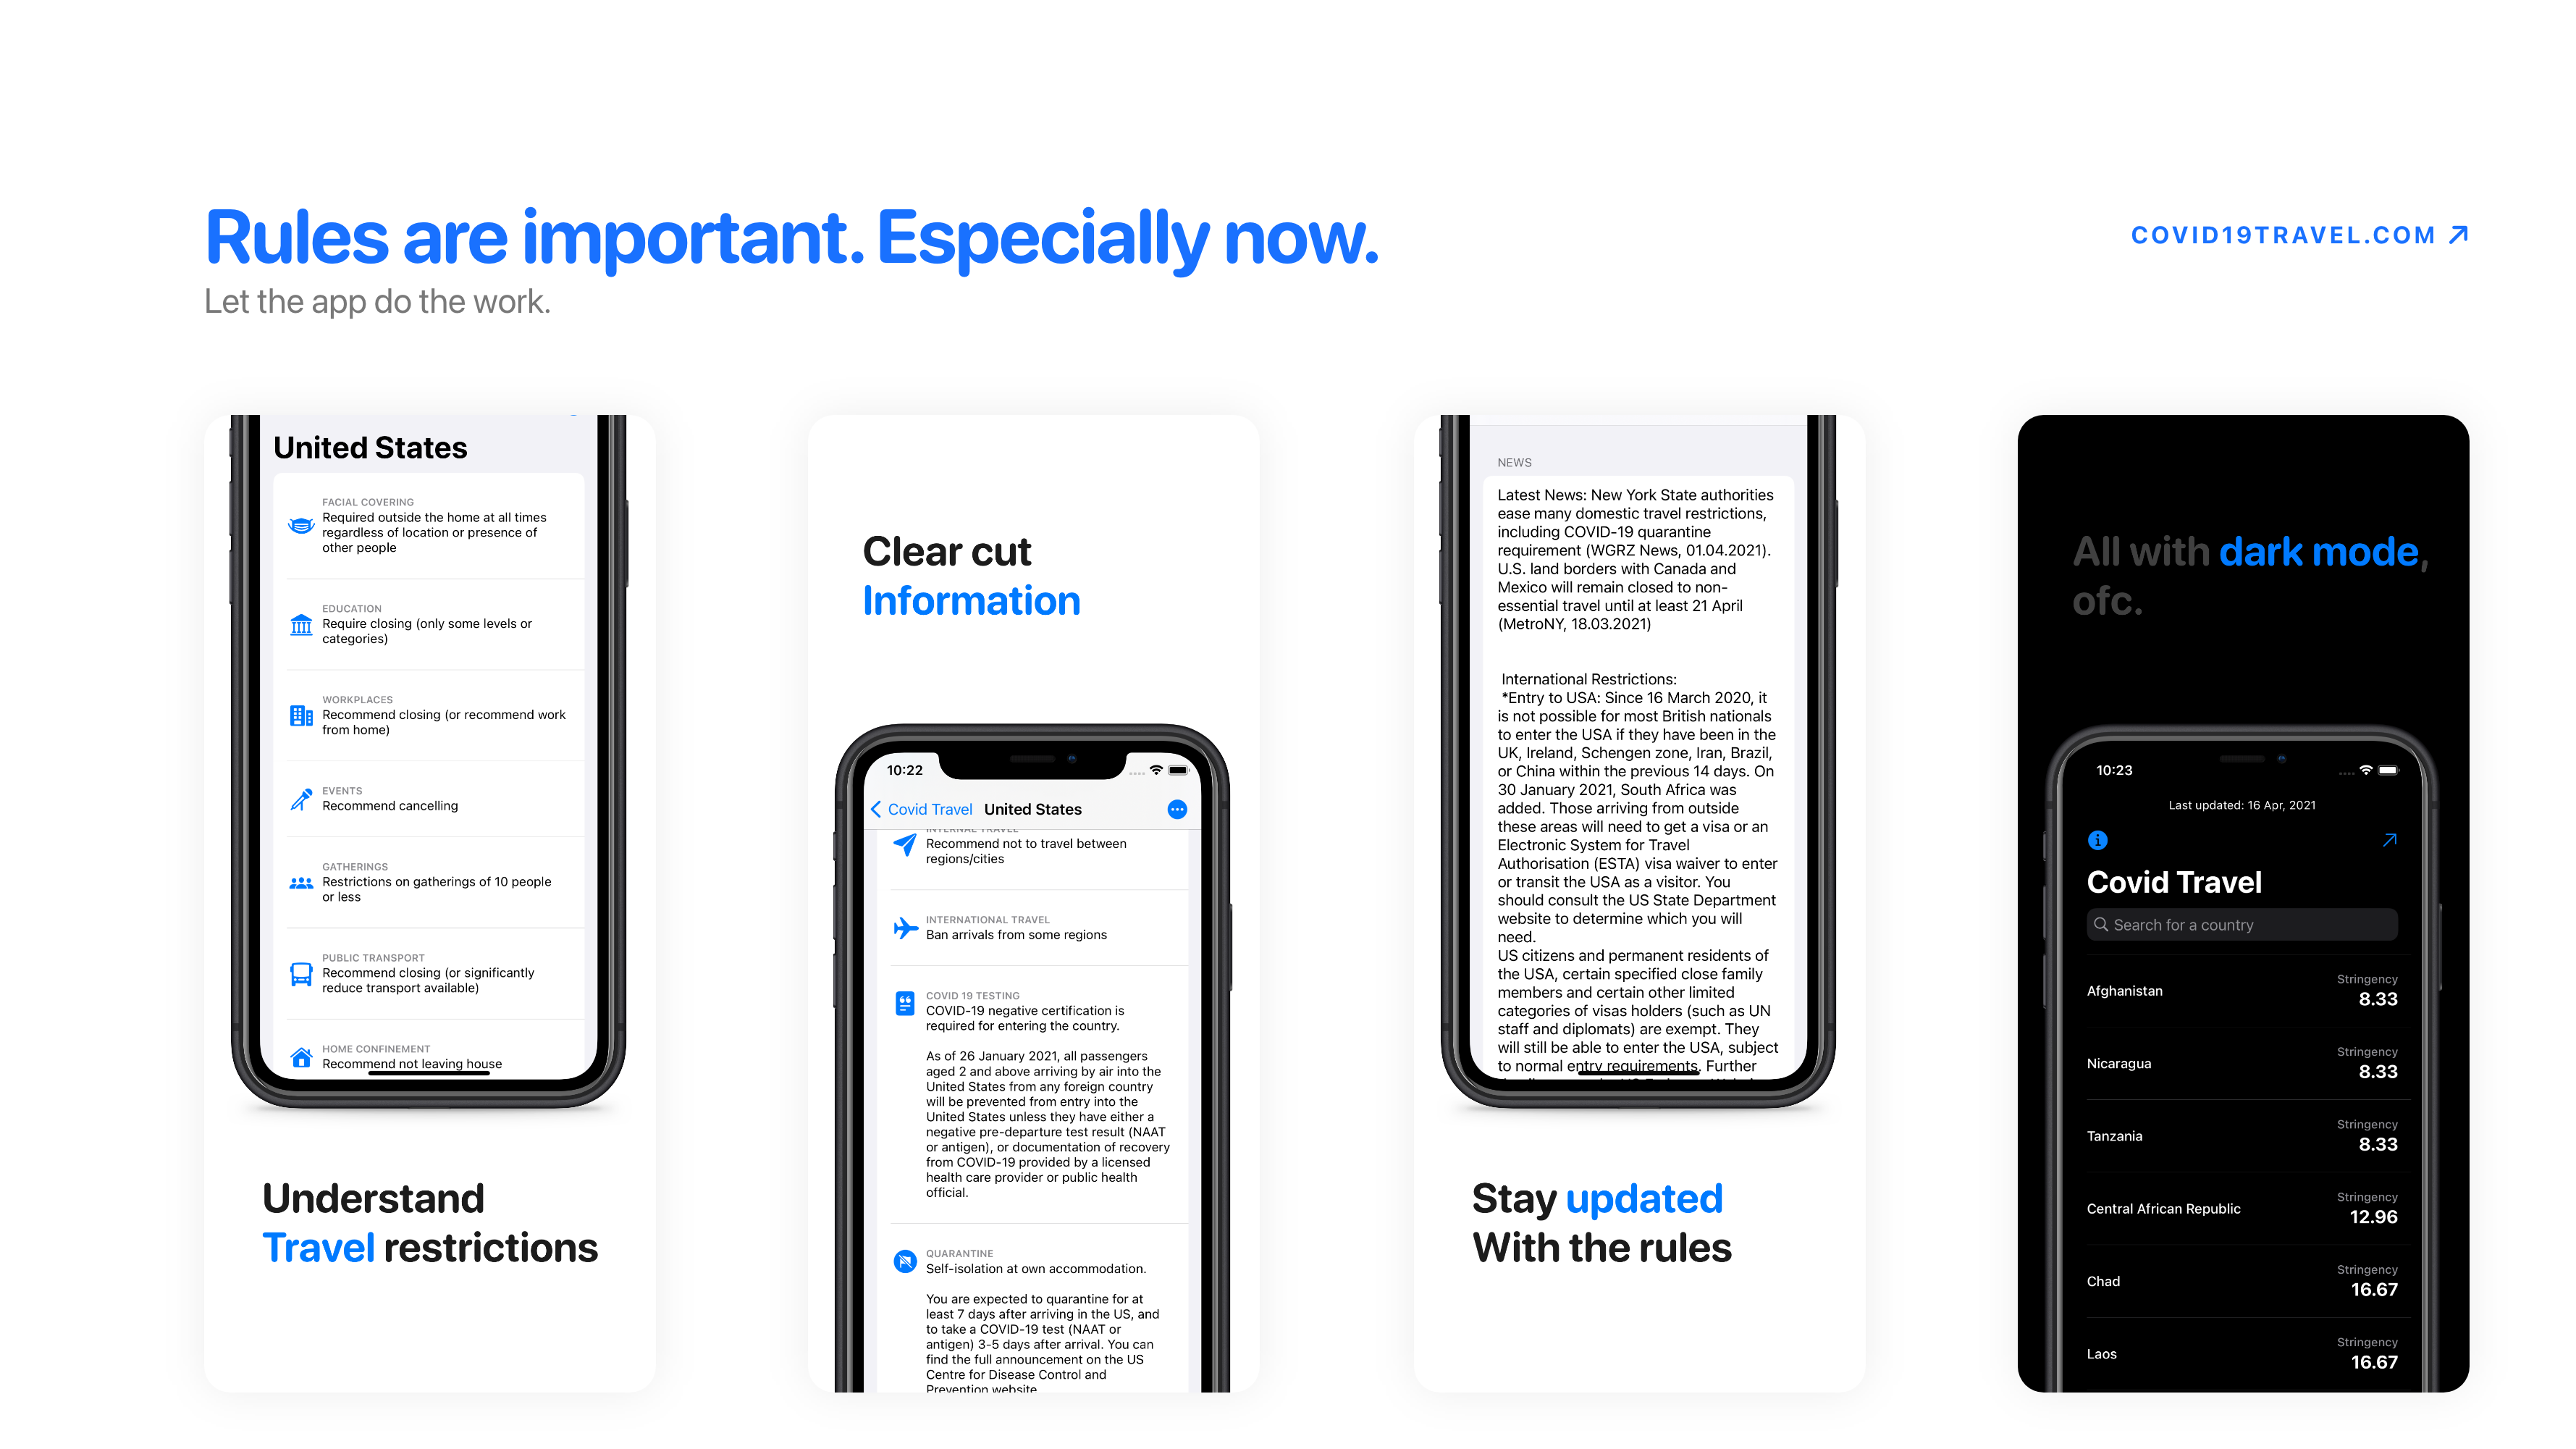 Rules are important. Especially now.
COVID19TRAVEL.COM
Let the app do the work.
United States
FACIAL COVERING
Required outside the home at all times
regardless of location or presence of
other people
EDUCATION
Require closing (only some levels or
categories)
WORKPLACES
Recommend closing (or recommend work
from home)
EVENTS
Recommend cancelling
GATHERINGS
Restrictions on gatherings of 10 people
or less
PUBLIC TRANSPORT
Recommend closing (or significantly
reduce transport available)
HOME CONFINEMENT
Recommend not leaving house
Understand
Travel restrictions
Clear cut
Information
10:22
Covid Travel United States
INTERNAL TRAVEL
Recommend not to travel between
regions/cities
INTERNATIONAL TRAVEL
Ban arrivals from some regions
COVID 19 TESTING
COVID-19 negative certification is
required for entering the country.
As of 26 January 2021, all passengers
aged 2 and above arriving by air into the
United States from any foreign country
will be prevented from entry into the
United States unless they have either a
negative pre-departure test result (NAAT
or antigen), or documentation of recovery
from COVID-19 provided by a licensed
health care provider or public health
official.
QUARANTINE
Self-isolation at own accommodation.
You are expected to quarantine for at
least 7 days after arriving in the US, and
to take a COVID-19 test (NAAT or
antigen) 3-5 days after arrival. You can
find the full announcement on the US
Centre for Disease Control and
Prevention website
NEWS
Latest News: New York State authorities
ease many domestic travel restrictions,
including COVID-19 quarantine
requirement (WGRZ News, 01.04.2021).
U.S. land borders with Canada and
Mexico will remain closed to non-
essential travel until at least 21 April
(MetroNY, 18.03.2021)
International Restrictions:
*Entry to USA: Since 16 March 2020, it
is not possible for most British nationals
to enter the USA if they have been in the
UK, Ireland, Schengen zone, Iran, Brazil,
or China within the previous 14 days. On
30 January 2021, South Africa was
added. Those arriving from outside
these areas will need to get a visa or an
Electronic System for Travel
Authorisation (ESTA) visa waiver to enter
or transit the USA as a visitor. You
should consult the US State Department
website to determine which you will
need.
US citizens and permanent residents of
the USA, certain specified close family
members and certain other limited
categories of visas holders (such as UN
staff and diplomats) are exempt. They
will still be able to enter the USA, subject
to normal entry requirements. Further
Stay updated
With the rules
All with dark mode,
ofc.
10:23
Last updated: 16 Apr, 2021
Covid Travel
Search for a country
Afghanistan
Stringency
8.33
Nicaragua
Stringency
8.33
Tanzania
Stringency
8.33
Central African Republic
Stringency
12.96
Chad
Stringency
16.67
Laos
Stringency
16.67